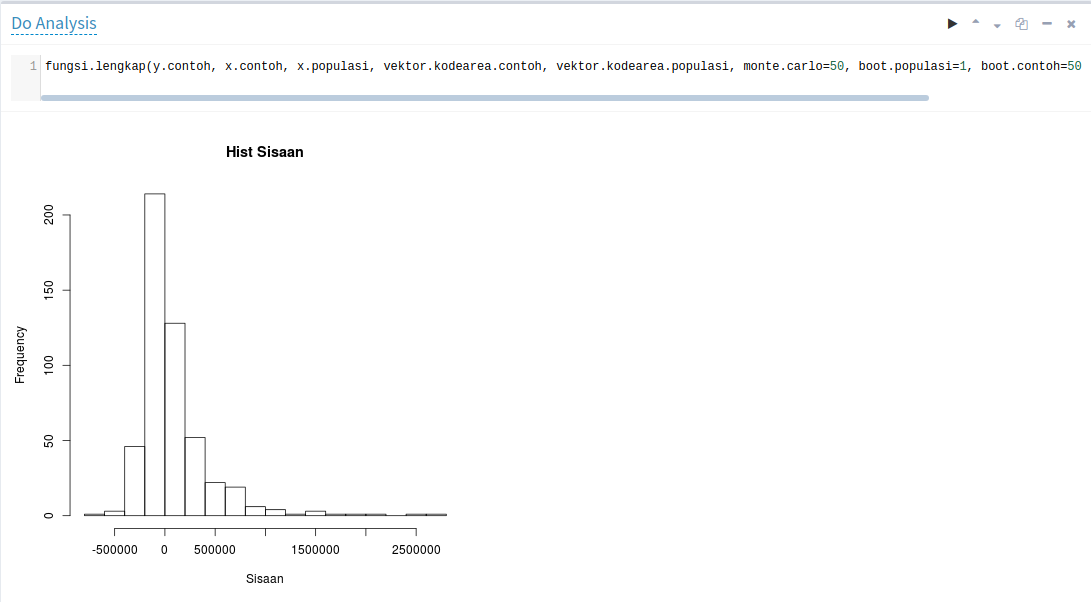 Do Analysis
1 fungsi.lengkap(y.contoh, x.contoh, x.populasi, vektor.kodearea.contoh, vektor.kodearea.populasi, monte.carlo=50, boot.populasi=1, boot.contoh=50
Hist Sisaan
200
150
100
50
0
Frequency
-500000 0 500000 1500000 2500000
Sisaan